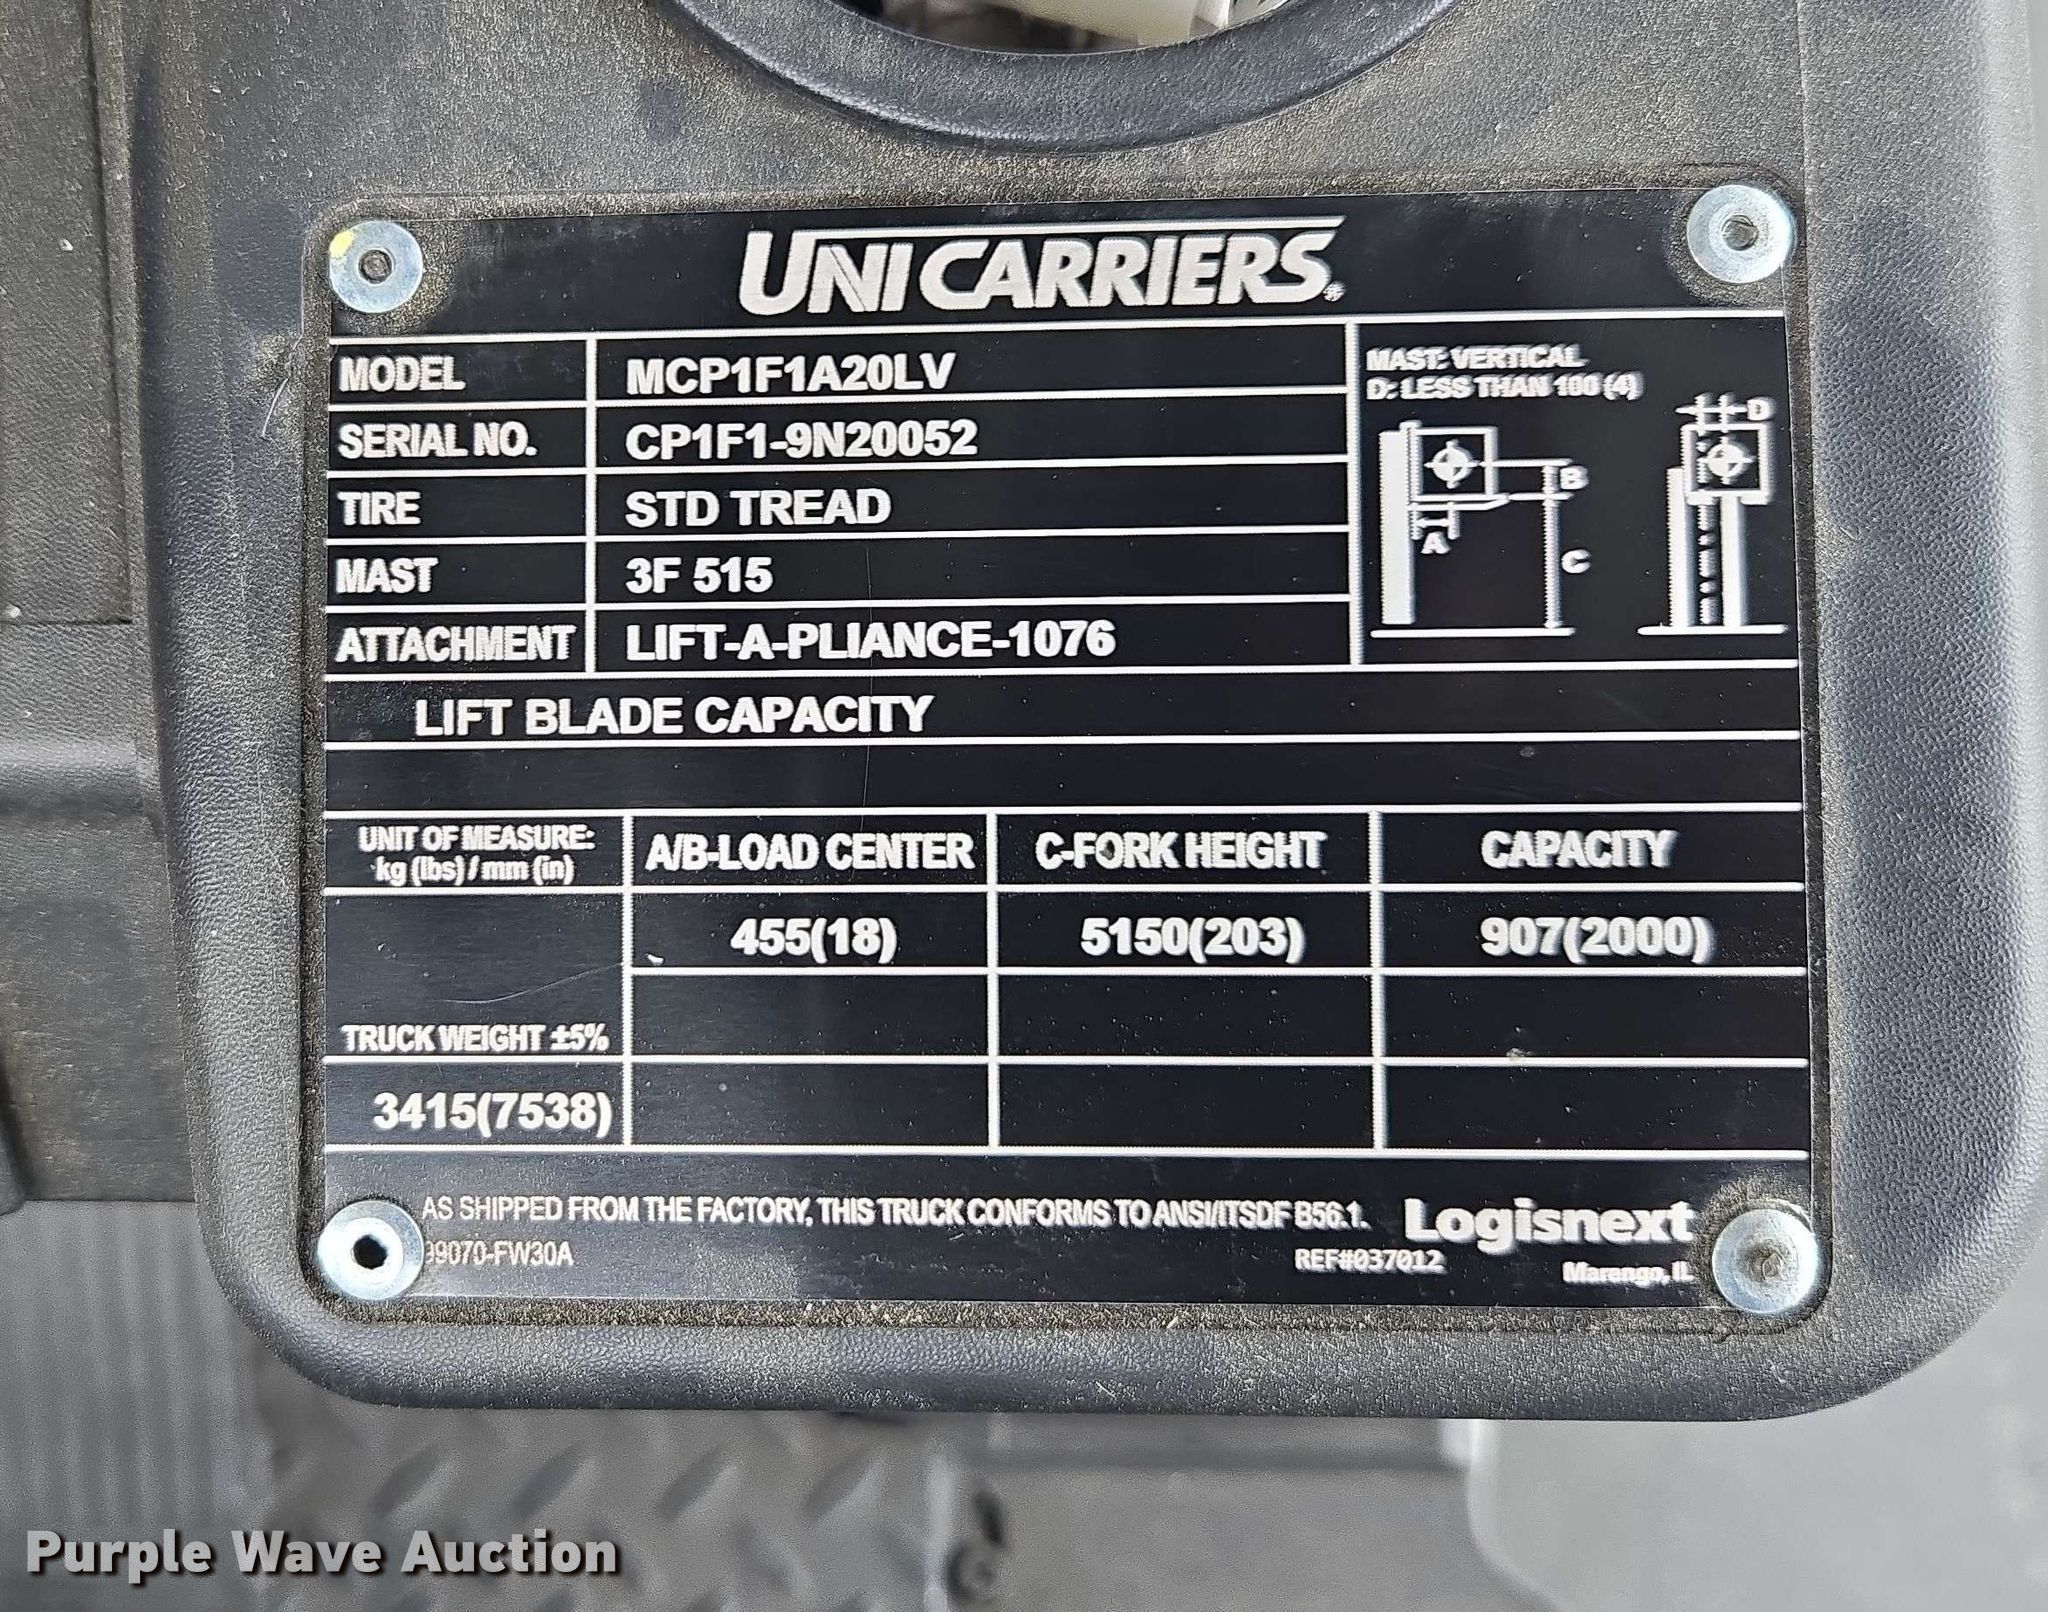 UNICARRIERS®
MODEL MCP1F1A20LV
SERIAL NO. CP1F1-9N20052
TIRE STD TREAD
MAST 3F 515
ATTACHMENT LIFT-A-PLIANCE-1076
MAST: VERTICAL
D: LESS THAN 100 (4)
D
B
A
C
LIFT BLADE CAPACITY
UNIT OF MEASURE:
kg (lbs) / mm (in)
A/B-LOAD CENTER C-FORK HEIGHT CAPACITY
455(18) 5150(203) 907(2000)
TRUCK WEIGHT ±5%
3415(7538)
AS SHIPPED FROM THE FACTORY, THIS TRUCK CONFORMS TO ANSI/ITSDF B56.1.
99070-FW30A
REF#037012
Logisnext
Marengo, IL
Purple Wave Auction